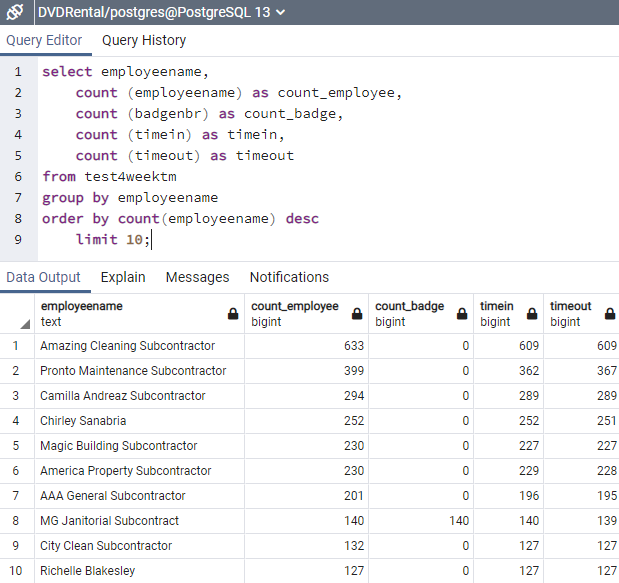 DVDRental/postgres@PostgreSQL 13
Query Editor Query History
1 select employeename,
2 count (employeename) as count_employee,
3 count (badgenbr) as count_badge,
4 count (timein) as timein,
5 count (timeout) as timeout
6 from test4weektm
7 group by employeename
8 order by count(employeename) desc
9 limit 10;
Data Output Explain Messages Notifications
employeename count_employee count_badge timein timeout
text bigint bigint bigint bigint
1 Amazing Cleaning Subcontractor 633 0 609 609
2 Pronto Maintenance Subcontractor 399 0 362 367
3 Camilla Andreaz Subcontractor 294 0 289 289
4 Chirley Sanabria 252 0 252 251
5 Magic Building Subcontractor 230 0 227 227
6 America Property Subcontractor 230 0 229 228
7 AAA General Subcontractor 201 0 196 195
8 MG Janitorial Subcontract 140 140 140 139
9 City Clean Subcontractor 132 0 127 127
10 Richelle Blakesley 127 0 127 127